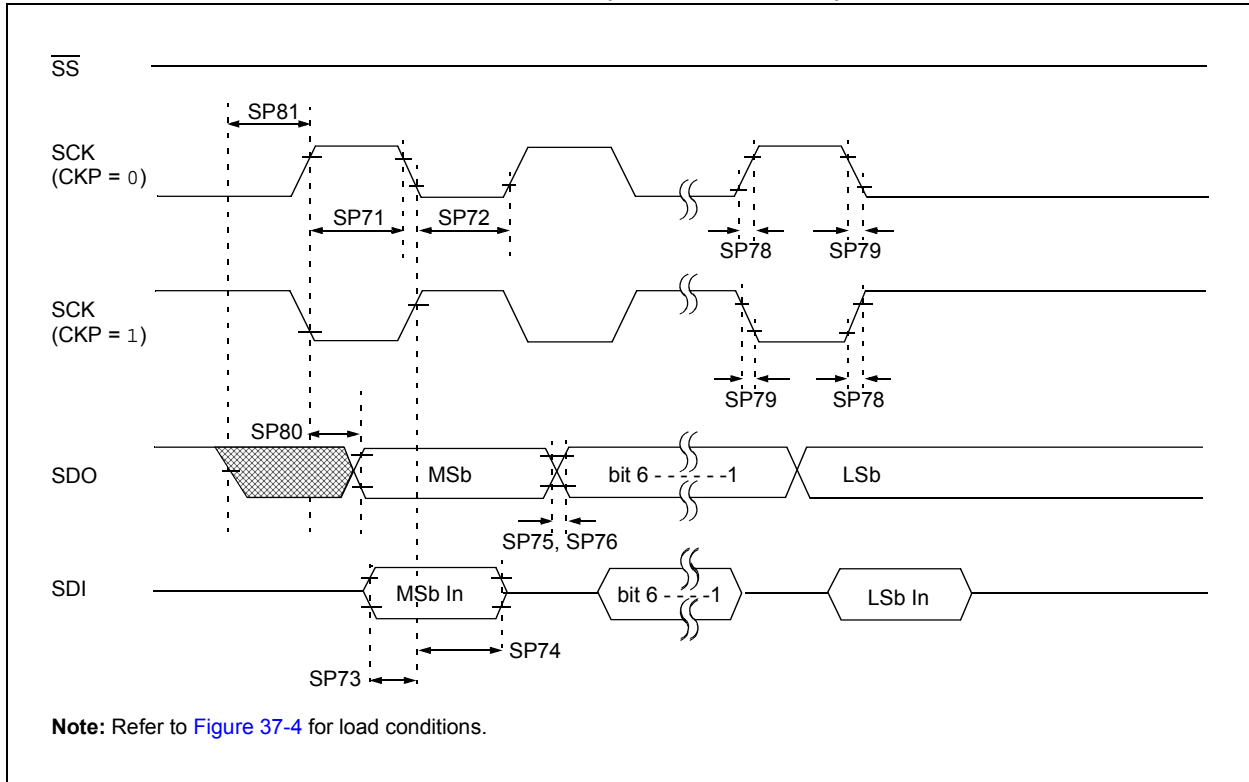 SS
SP81
SCK
(CKP = 0)
SP71
SP72
SP78
SP79
SCK
(CKP = 1)
SP79
SP78
SP80
SDO
MSb
bit 6 - - - - - -1
LSb
SP75, SP76
SDI
MSb In
bit 6 - - - - -1
LSb In
SP74
SP73
Note: Refer to Figure 37-4 for load conditions.